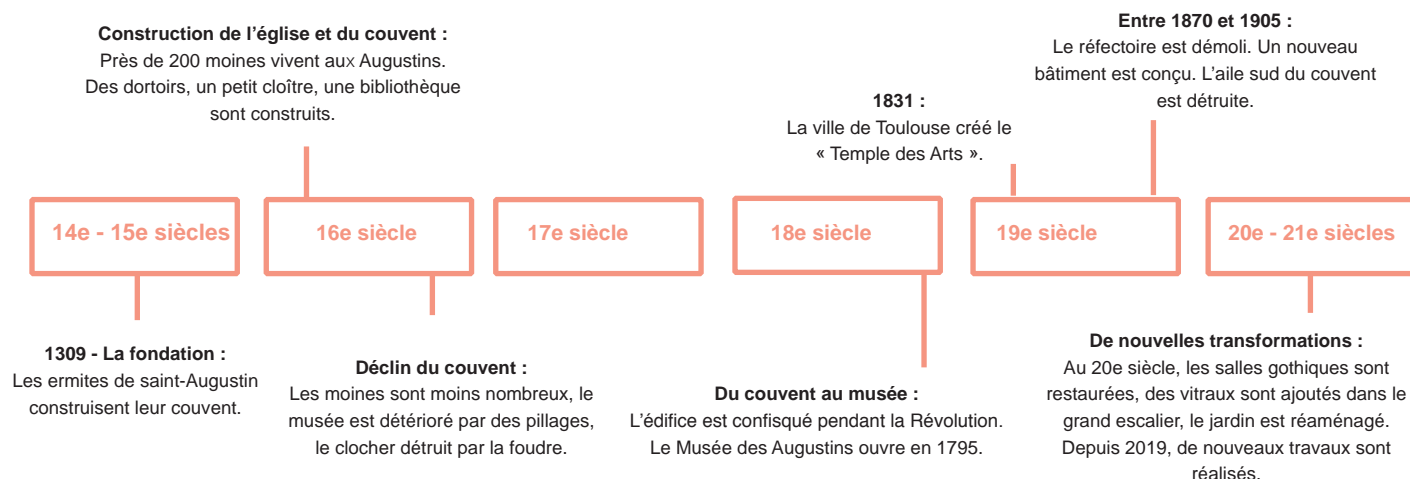 Construction de l’église et du couvent :
Près de 200 moines vivent aux Augustins.
Des dortoirs, un petit cloître, une bibliothèque
sont construits.
1831 :
La ville de Toulouse créé le
« Temple des Arts ».
Entre 1870 et 1905 :
Le réfectoire est démoli. Un nouveau
bâtiment est conçu. L’aile sud du couvent
est détruite.
14e - 15e siècles
16e siècle
17e siècle
18e siècle
19e siècle
20e - 21e siècles
1309 - La fondation :
Les ermites de saint-Augustin
construisent leur couvent.
Déclin du couvent :
Les moines sont moins nombreux, le
musée est détérioré par des pillages,
le clocher détruit par la foudre.
Du couvent au musée :
L’édifice est confisqué pendant la Révolution.
Le Musée des Augustins ouvre en 1795.
De nouvelles transformations :
Au 20e siècle, les salles gothiques sont
restaurées, des vitraux sont ajoutés dans le
grand escalier, le jardin est réaménagé.
Depuis 2019, de nouveaux travaux sont
réalisés.